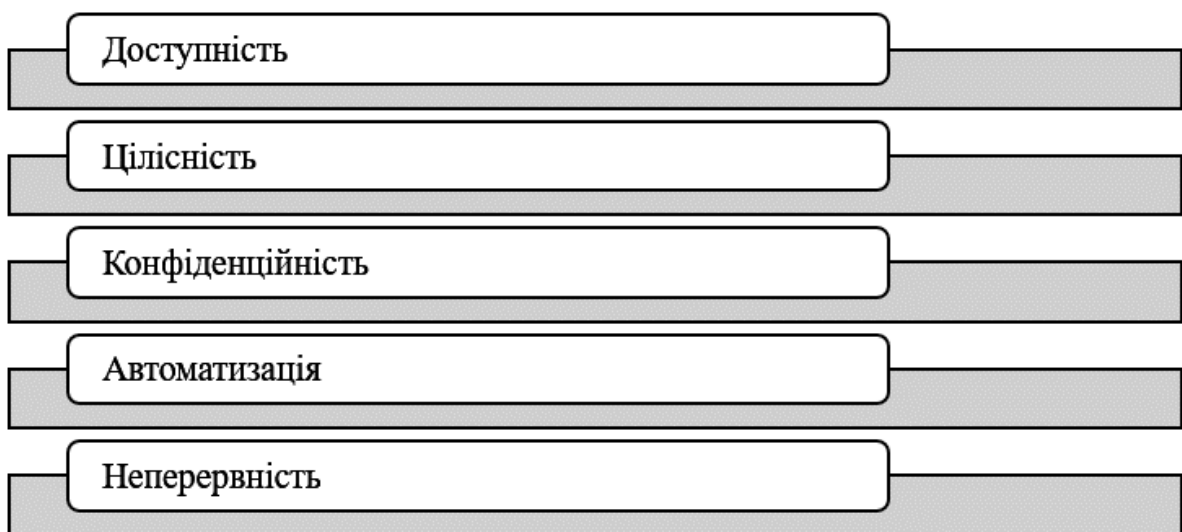 Доступність
Цілісність
Конфіденційність
Автоматизація
Неперервність